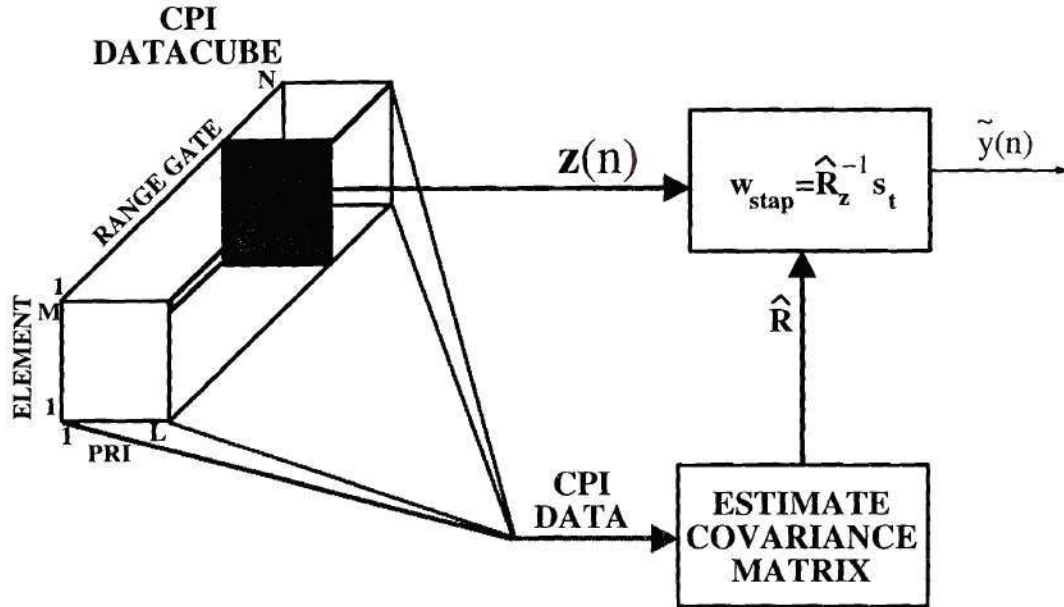 CPI
DATACUBE
N
RANGE GATE
1
M
ELEMENT
1
1
L
PRI
z(n)
w_stap=R̂_z^-1 s_t
ỹ(n)
R̂
CPI
DATA
ESTIMATE
COVARIANCE
MATRIX